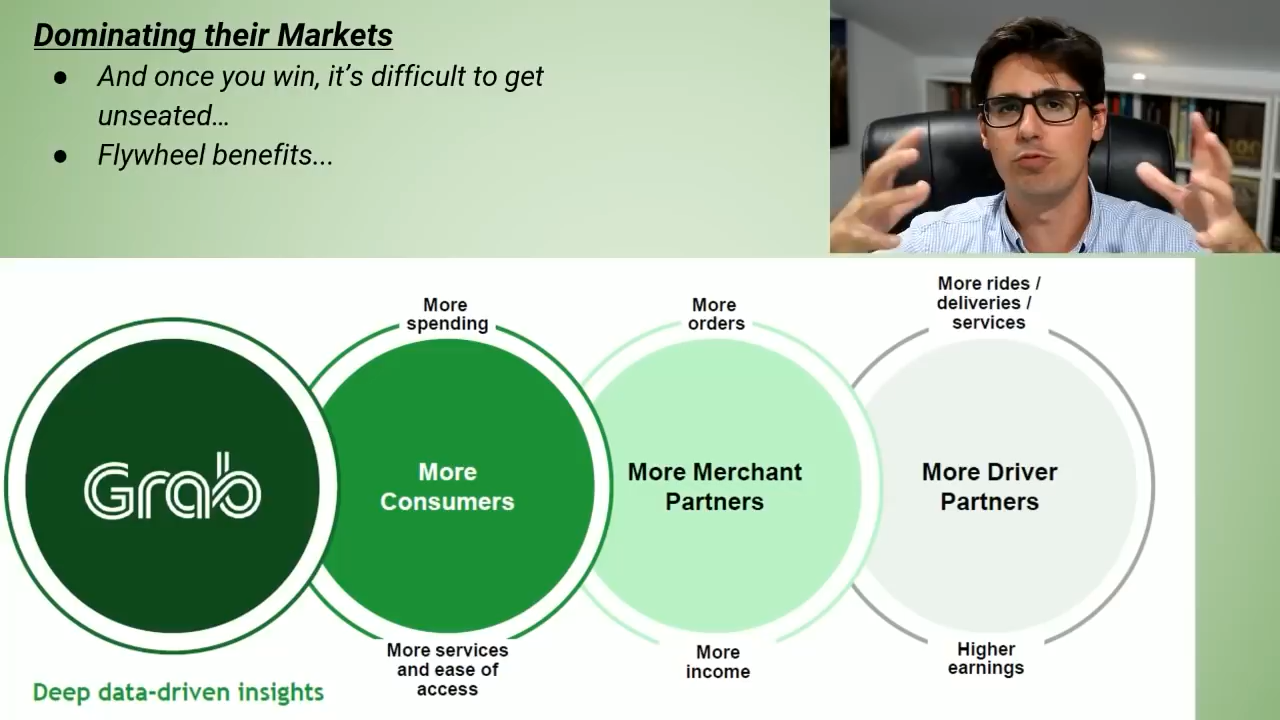 Dominating their Markets
● And once you win, it's difficult to get
unseated…
● Flywheel benefits...
More
spending
More
orders
More rides /
deliveries /
services
Grab
More
Consumers
More Merchant
Partners
More Driver
Partners
More services
and ease of
access
More
income
Higher
earnings
Deep data-driven insights